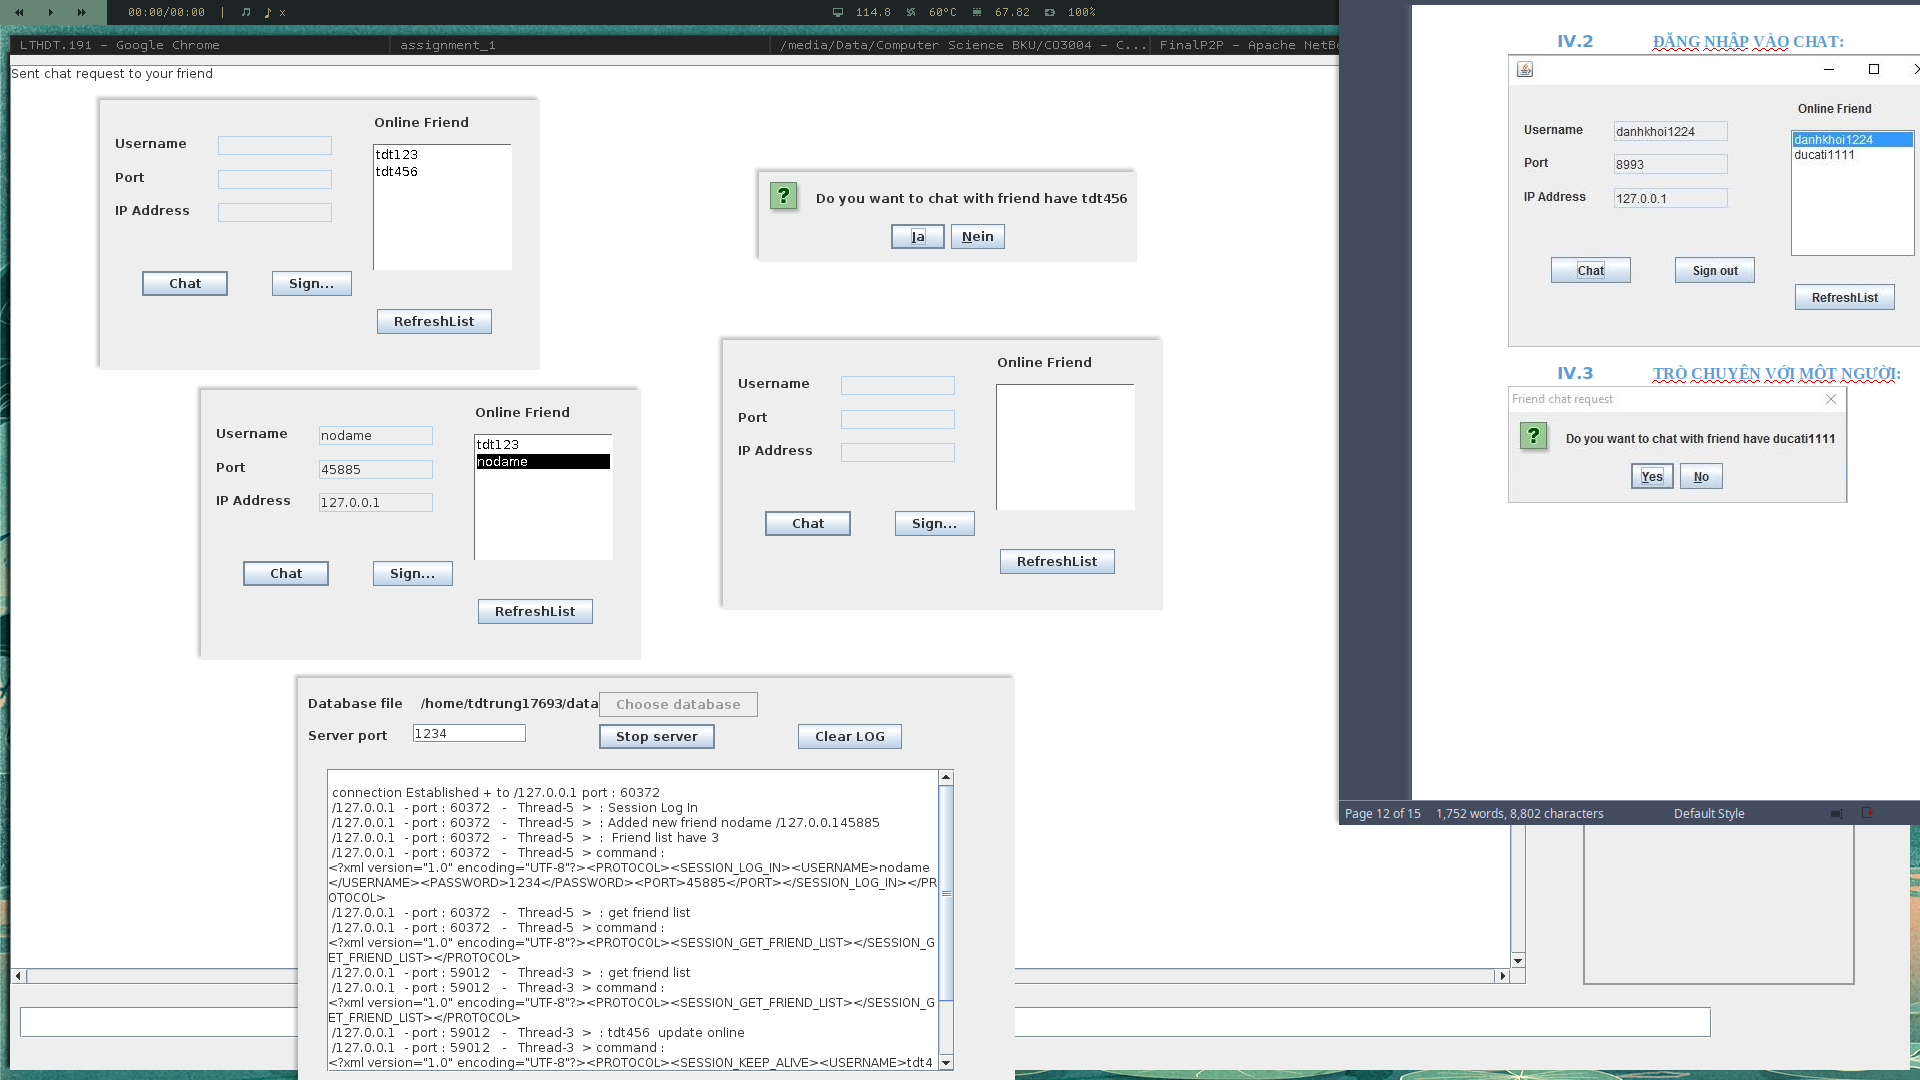 00:00/00:00 | x
114.8 60°C 67.82 100%
LTHDT.191 - Google Chrome
assignment_1
/media/Data/Computer Science BKU/CO3004 - C...
FinalP2P - Apache NetBe
Sent chat request to your friend
Online Friend
Username
Port
IP Address
tdt123
tdt456
Chat
Sign...
RefreshList
? Do you want to chat with friend have tdt456
Ja
Nein
Online Friend
Username nodame
Port 45885
IP Address 127.0.0.1
tdt123
nodame
Chat
Sign...
RefreshList
Online Friend
Username
Port
IP Address
Chat
Sign...
RefreshList
Database file /home/tdtrung17693/data
Choose database
Server port 1234
Stop server
Clear LOG
connection Established + to /127.0.0.1 port : 60372
/127.0.0.1 - port : 60372 - Thread-5 > : Session Log In
/127.0.0.1 - port : 60372 - Thread-5 > : Added new friend nodame /127.0.0.145885
/127.0.0.1 - port : 60372 - Thread-5 > : Friend list have 3
/127.0.0.1 - port : 60372 - Thread-5 > command :
<?xml version="1.0" encoding="UTF-8"?><PROTOCOL><SESSION_LOG_IN><USERNAME>nodame
</USERNAME><PASSWORD>1234</PASSWORD><PORT>45885</PORT></SESSION_LOG_IN></PR
OTOCOL>
/127.0.0.1 - port : 60372 - Thread-5 > : get friend list
/127.0.0.1 - port : 60372 - Thread-5 > command :
<?xml version="1.0" encoding="UTF-8"?><PROTOCOL><SESSION_GET_FRIEND_LIST></SESSION_G
ET_FRIEND_LIST></PROTOCOL>
/127.0.0.1 - port : 59012 - Thread-3 > : get friend list
/127.0.0.1 - port : 59012 - Thread-3 > command :
<?xml version="1.0" encoding="UTF-8"?><PROTOCOL><SESSION_GET_FRIEND_LIST></SESSION_G
ET_FRIEND_LIST></PROTOCOL>
/127.0.0.1 - port : 59012 - Thread-3 > : tdt456 update online
/127.0.0.1 - port : 59012 - Thread-3 > command :
<?xml version="1.0" encoding="UTF-8"?><PROTOCOL><SESSION_KEEP_ALIVE><USERNAME>tdt4
IV.2 ĐĂNG NHẬP VÀO CHAT:
Online Friend
Username danhkhoi1224
Port 8993
IP Address 127.0.0.1
danhkhoi1224
ducati1111
Chat
Sign out
RefreshList
IV.3 TRÒ CHUYỆN VỚI MỘT NGƯỜI:
Friend chat request
? Do you want to chat with friend have ducati1111
Yes
No
Page 12 of 15 1,752 words, 8,802 characters Default Style